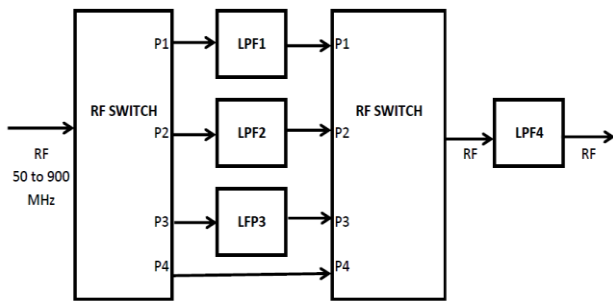 P1
LPF1
P1
RF SWITCH
RF SWITCH
P2
LPF2
P2
LPF4
RF
50 to 900
MHz
RF
RF
P3
LFP3
P3
P4
P4